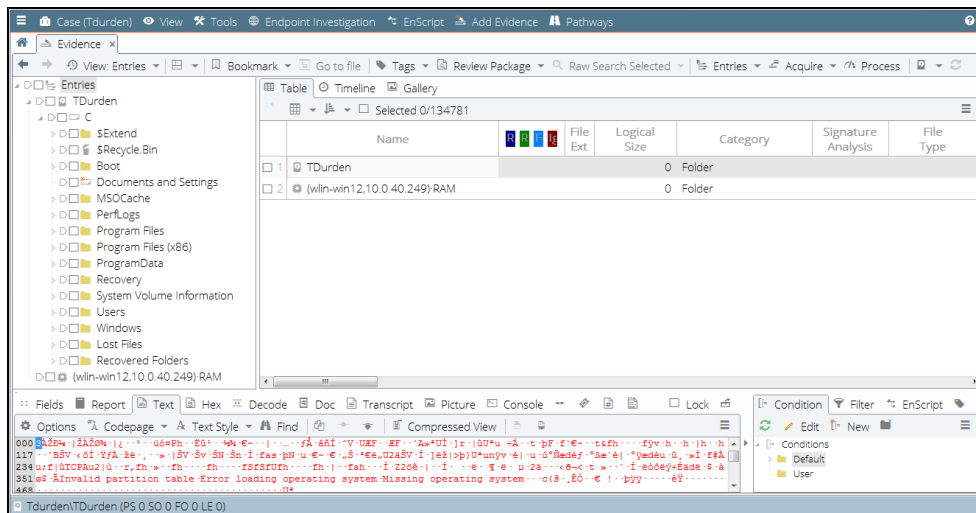 Case (Tdurden) View Tools Endpoint Investigation EnScript Add Evidence Pathways
Evidence ×
View: Entries Bookmark Go to file Tags Review Package Raw Search Selected Entries Acquire Process
Entries
TDurden
C
$Extend
$Recycle.Bin
Boot
Documents and Settings
MSOCache
PerfLogs
Program Files
Program Files (x86)
ProgramData
Recovery
System Volume Information
Users
Windows
Lost Files
Recovered Folders
(wlin-win12,10.0.40.249)·RAM
Table Timeline Gallery
Selected 0/134781
Name R R F Ig File Ext Logical Size Category Signature Analysis File Type
1 TDurden 0 Folder
2 (wlin-win12,10.0.40.249)·RAM 0 Folder
Fields Report Text Hex Decode Doc Transcript Picture Console Lock
Options Codepage Text Style Find Compressed View
000
117
234
351 Invalid partition table·Error loading operating system·Missing operating system
468
Condition Filter EnScript
Edit New
Conditions
Default
User
Tdurden\TDurden (PS 0 SO 0 FO 0 LE 0)